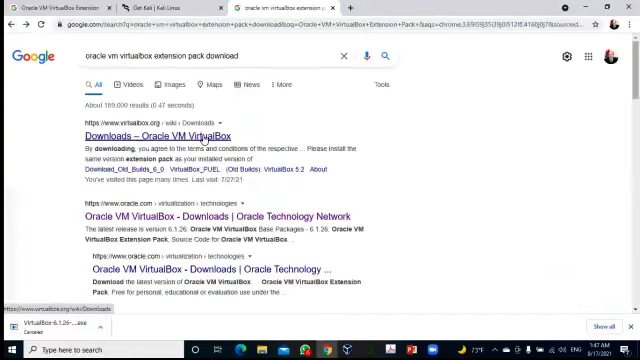 Oracle VM VirtualBox Extension
Get Kali | Kali Linux
oracle vm virtualbox extension p
google.com/search?q=oracle+vm+virtualbox+extension+pack+download
Google
oracle vm virtualbox extension pack download
All
Videos
Images
Maps
News
More
Tools
About 189,000 results (0.47 seconds)
https://www.virtualbox.org › wiki › Downloads
Downloads – Oracle VM VirtualBox
By downloading, you agree to the terms and conditions of the respective ... Please install the
same version extension pack as your installed version of ...
Download_Old_Builds_6_0
VirtualBox_PUEL
(Old Builds)
VirtualBox 5.2
About
You've visited this page many times. Last visit: 7/27/21
https://www.oracle.com › virtualization › technologies
Oracle VM VirtualBox - Downloads | Oracle Technology Network
The latest release is version 6.1.26. Oracle VM VirtualBox Base Packages - 6.1.26. Oracle VM
VirtualBox Extension Pack, Source Code for Oracle VM VirtualBox...
https://www.oracle.com › virtualization › technologies
Oracle VM VirtualBox - Downloads | Oracle Technology ...
Download the latest version of Oracle VM VirtualBox. ... Oracle VM VirtualBox Extension
Pack. Free for personal, educational or evaluation use under the ...
https://www.virtualbox.org/wiki/Downloads
VirtualBox-6.1.26-....exe
Canceled
Show all
Type here to search
73°F
ENG
1:47 AM
8/17/2021